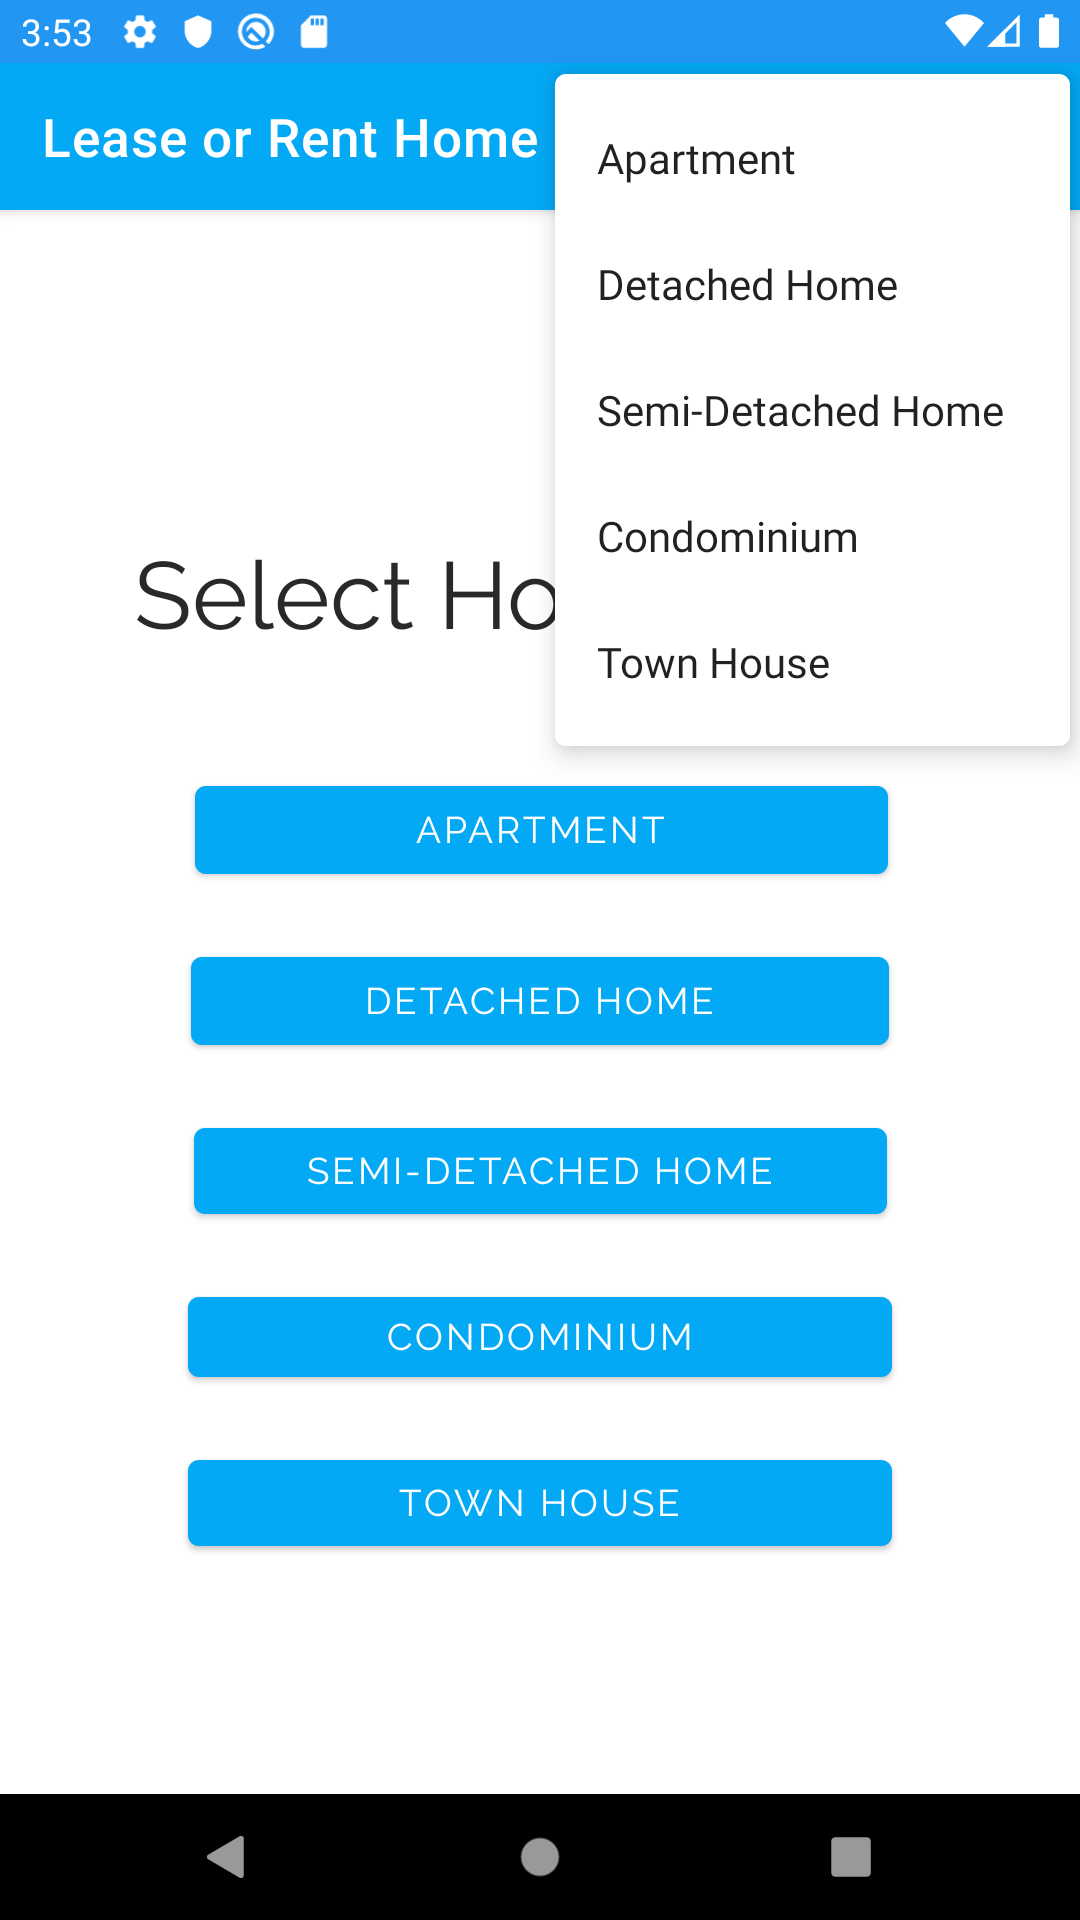 3:53
Lease or Rent Home
Apartment
Detached Home
Semi-Detached Home
Condominium
Town House
Select Ho
APARTMENT
DETACHED HOME
SEMI-DETACHED HOME
CONDOMINIUM
TOWN HOUSE